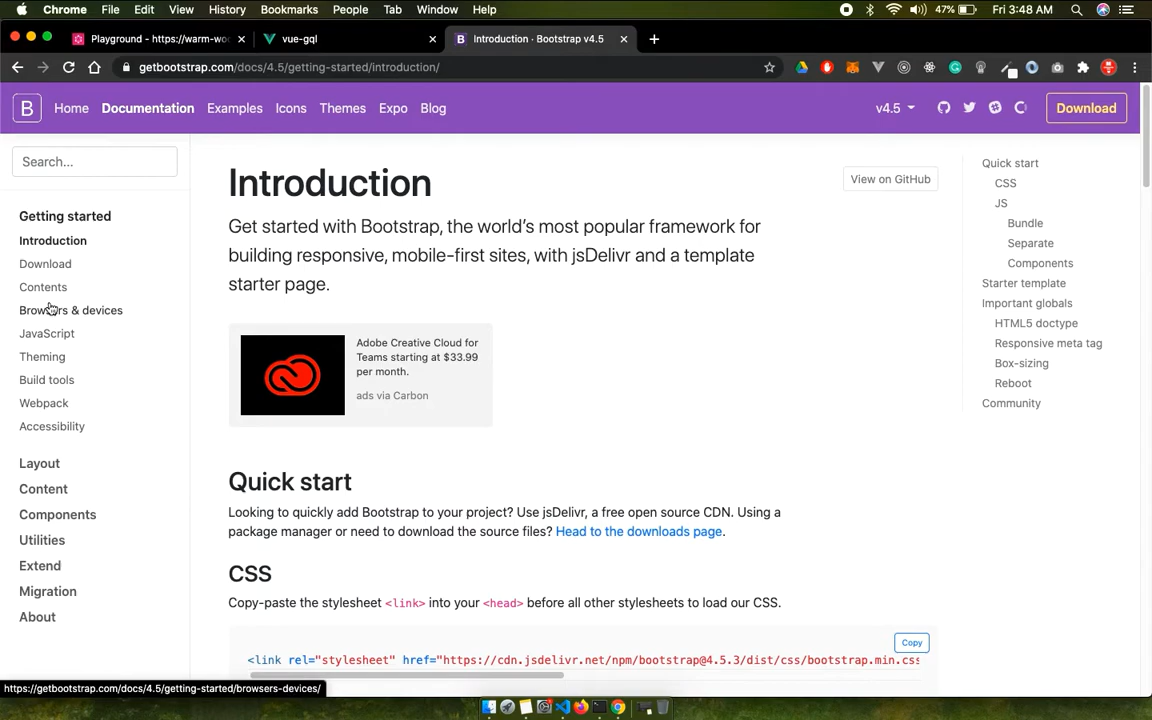 Chrome File Edit View History Bookmarks People Tab Window Help 47% Fri 3:48 AM
Playground - https://warm-woo vue-gql Introduction · Bootstrap v4.5
getbootstrap.com/docs/4.5/getting-started/introduction/
B Home Documentation Examples Icons Themes Expo Blog v4.5 Download
Search...
Getting started
Introduction
Download
Contents
Browsers & devices
JavaScript
Theming
Build tools
Webpack
Accessibility
Layout
Content
Components
Utilities
Extend
Migration
About
Introduction
View on GitHub
Get started with Bootstrap, the world's most popular framework for
building responsive, mobile-first sites, with jsDelivr and a template
starter page.
Adobe Creative Cloud for
Teams starting at $33.99
per month.
ads via Carbon
Quick start
Looking to quickly add Bootstrap to your project? Use jsDelivr, a free open source CDN. Using a
package manager or need to download the source files? Head to the downloads page.
CSS
Copy-paste the stylesheet <link> into your <head> before all other stylesheets to load our CSS.
Copy
<link rel="stylesheet" href="https://cdn.jsdelivr.net/npm/bootstrap@4.5.3/dist/css/bootstrap.min.css
Quick start
CSS
JS
Bundle
Separate
Components
Starter template
Important globals
HTML5 doctype
Responsive meta tag
Box-sizing
Reboot
Community
https://getbootstrap.com/docs/4.5/getting-started/browsers-devices/